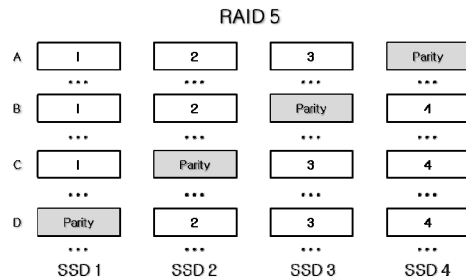 RAID 5
A 1 2 3 Parity
... ... ... ...
B 1 2 Parity 4
... ... ... ...
C 1 Parity 3 4
... ... ... ...
D Parity 2 3 4
... ... ... ...
SSD 1 SSD 2 SSD 3 SSD 4